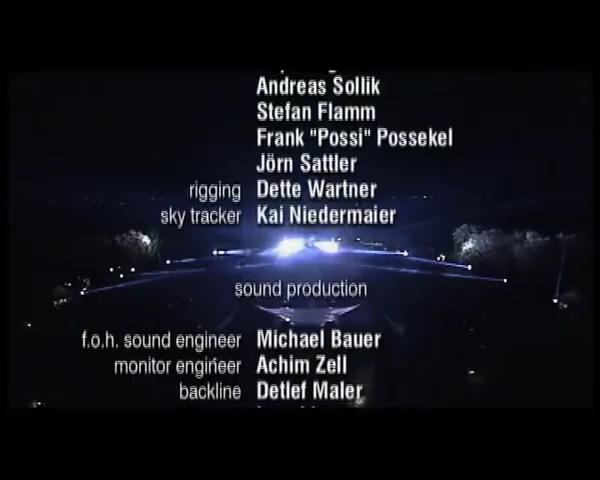 Andreas Sollik
Stefan Flamm
Frank "Possi" Possekel
Jörn Sattler
rigging Dette Wartner
sky tracker Kai Niedermaier
sound production
f.o.h. sound engineer Michael Bauer
monitor engineer Achim Zell
backline Detlef Maler